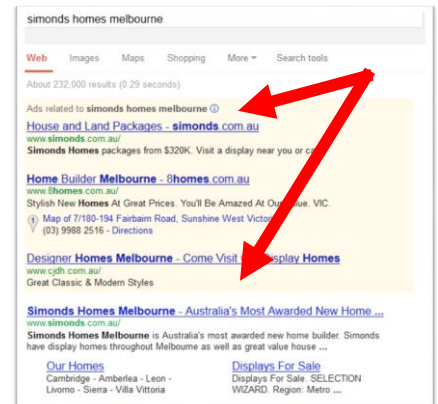 simonds homes melbourne
Web Images Maps Shopping More Search tools
About 232,000 results (0.29 seconds)
Ads related to simonds homes melbourne
House and Land Packages - simonds.com.au
www.simonds.com.au/
Simonds Homes packages from $320K. Visit a display near you or
Home Builder Melbourne - 8homes.com.au
www.8homes.com.au/
Stylish New Homes At Great Prices. You'll Be Amazed At Our VIC.
Map of 7/180-194 Fairbairn Road, Sunshine West
(03) 9988 2516 - Directions
Designer Homes Melbourne - Come Visit Display Homes
www.cjdh.com.au/
Great Classic & Modern Styles
Simonds Homes Melbourne - Australia's Most Awarded New Home ...
www.simonds.com.au/
Simonds Homes Melbourne is Australia's most awarded new home builder. Simonds
have display homes throughout Melbourne as well as great value house ...
Our Homes Displays For Sale
Cambridge - Amberlea - Leon - Displays For Sale. SELECTION
Livorno - Sierra - Villa Vittoria WIZARD. Region: Metro ...